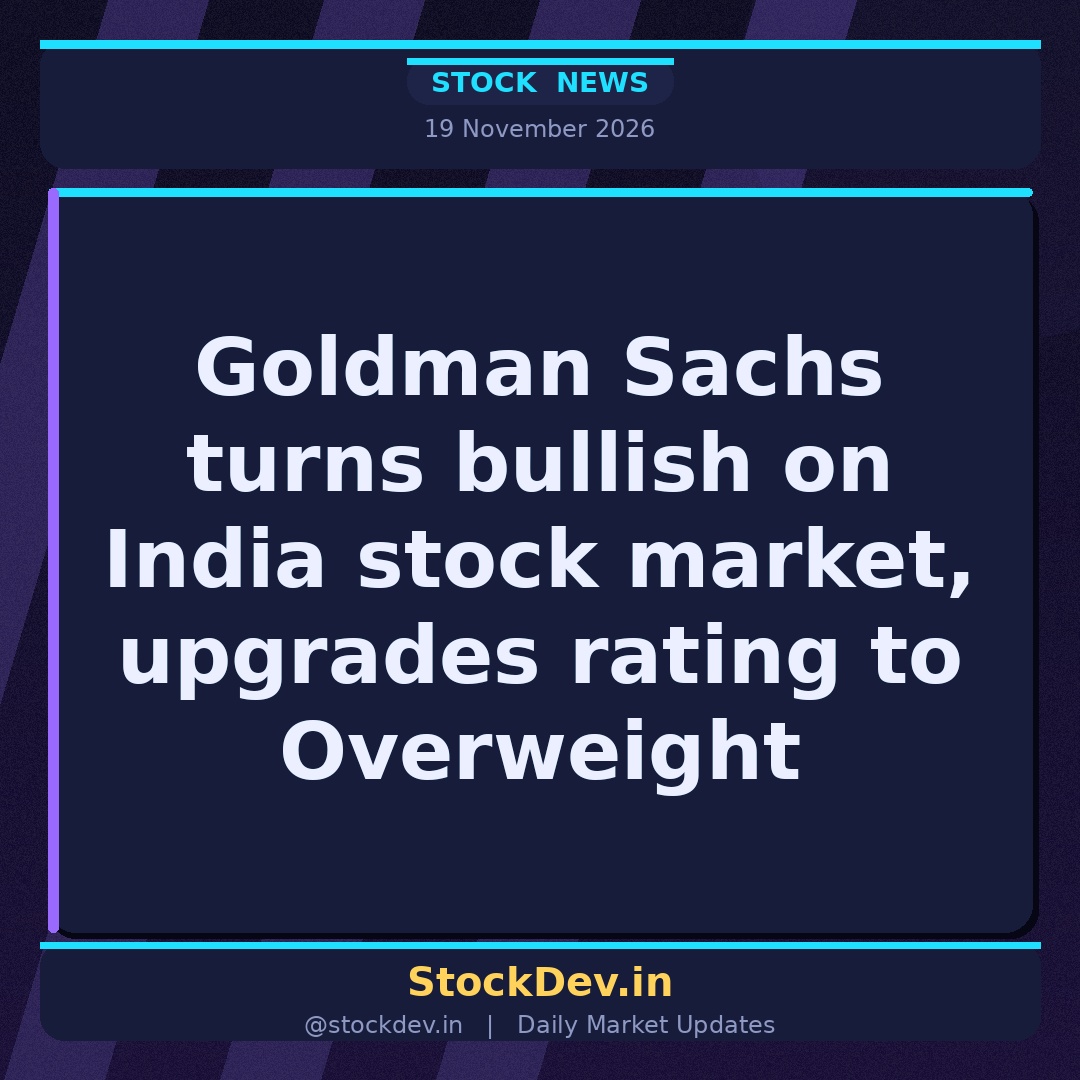 STOCK NEWS
19 November 2026
Goldman Sachs
turns bullish on
India stock market,
upgrades rating to
Overweight
StockDev.in
@stockdev.in | Daily Market Updates